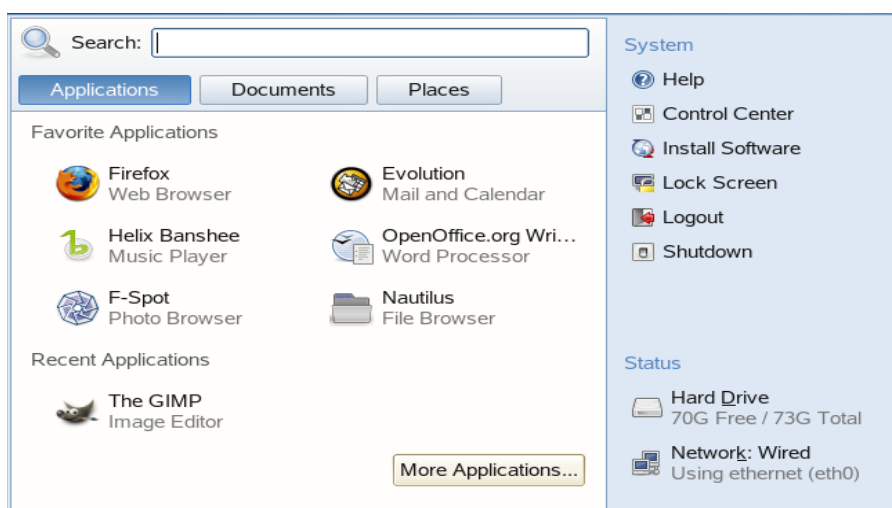 Search:
Applications
Documents
Places
Favorite Applications
Firefox
Web Browser
Evolution
Mail and Calendar
Helix Banshee
Music Player
OpenOffice.org Wri...
Word Processor
F-Spot
Photo Browser
Nautilus
File Browser
Recent Applications
The GIMP
Image Editor
More Applications...
System
Help
Control Center
Install Software
Lock Screen
Logout
Shutdown
Status
Hard Drive
70G Free / 73G Total
Network: Wired
Using ethernet (eth0)